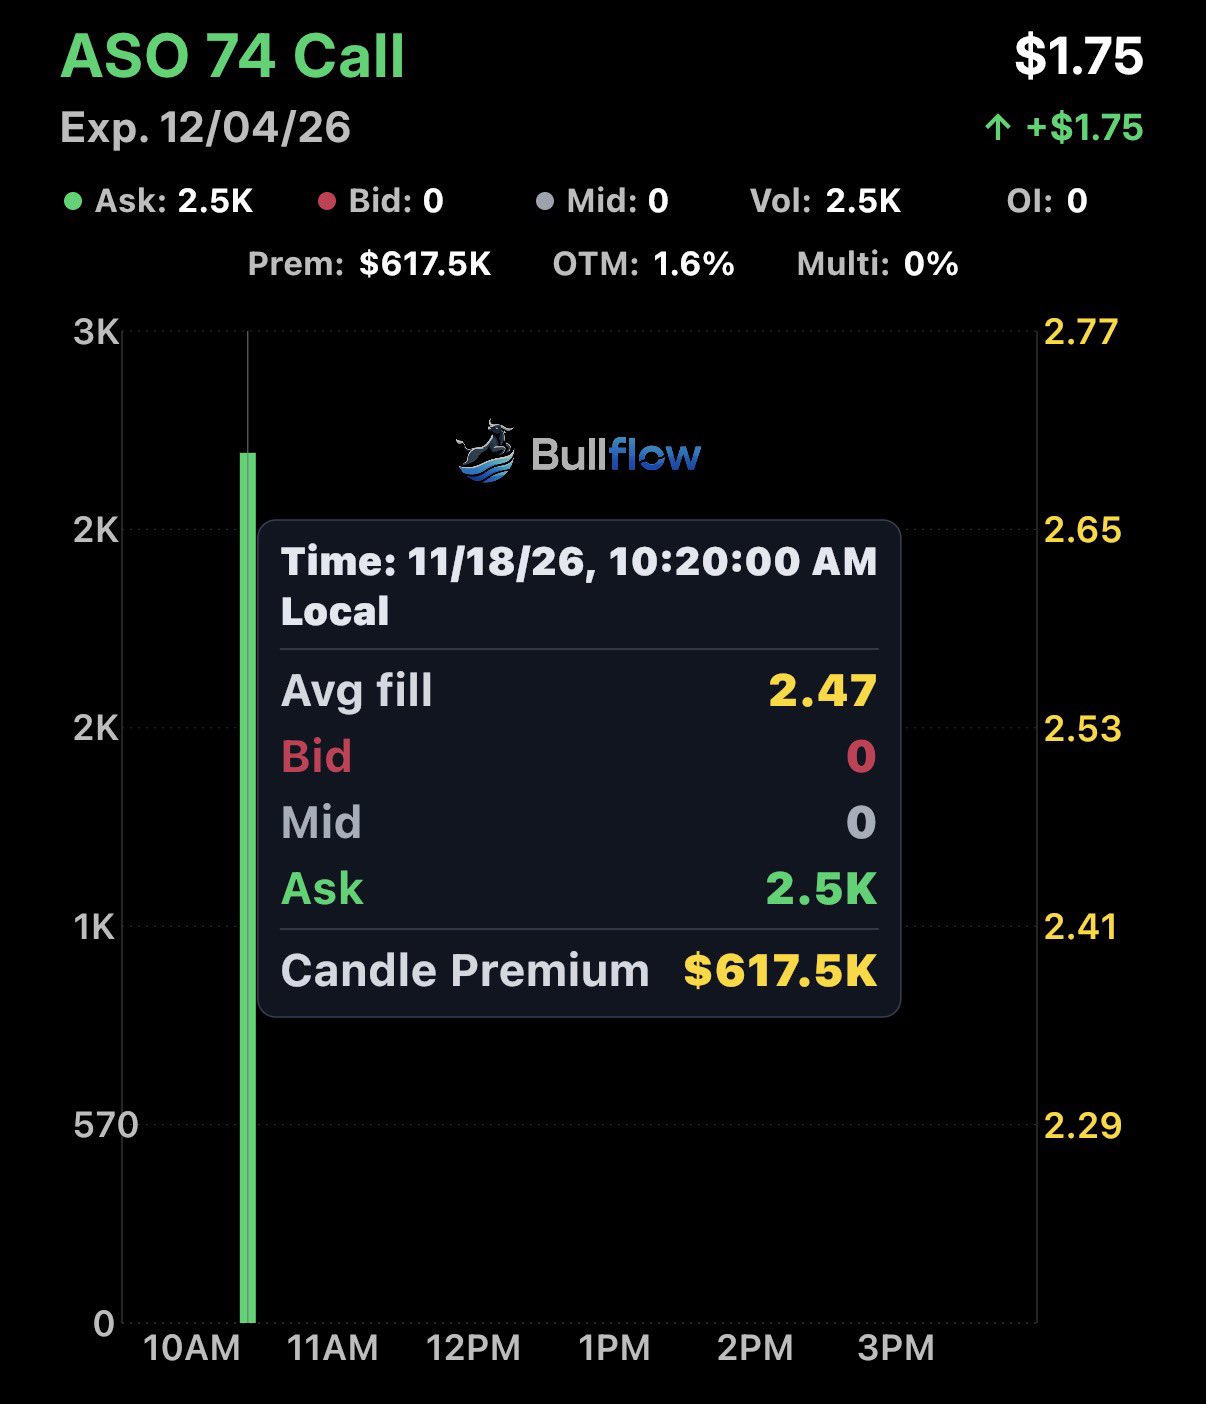 ASO 74 Call
$1.75
Exp. 12/04/26
↑ +$1.75
Ask: 2.5K Bid: 0 Mid: 0 Vol: 2.5K OI: 0
Prem: $617.5K OTM: 1.6% Multi: 0%
3K
2.77
Bullflow
2K
2.65
Time: 11/18/26, 10:20:00 AM
Local
Avg fill 2.47
2K
2.53
Bid 0
Mid 0
Ask 2.5K
1K
2.41
Candle Premium $617.5K
570
2.29
0
10AM 11AM 12PM 1PM 2PM 3PM